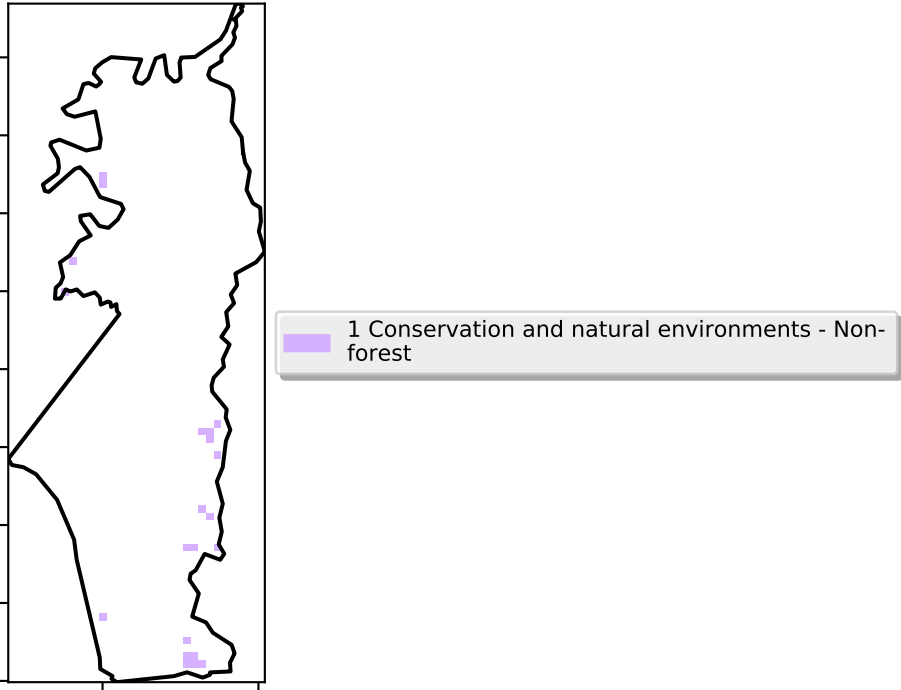 1 Conservation and natural environments - Non-
forest